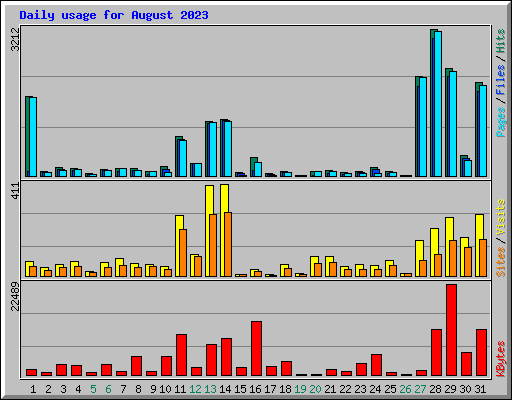 Daily usage for August 2023
3212
Pages / Files / Hits
411
Sites / Visits
22489
KBytes
1 2 3 4 5 6 7 8 9 10 11 12 13 14 15 16 17 18 19 20 21 22 23 24 25 26 27 28 29 30 31